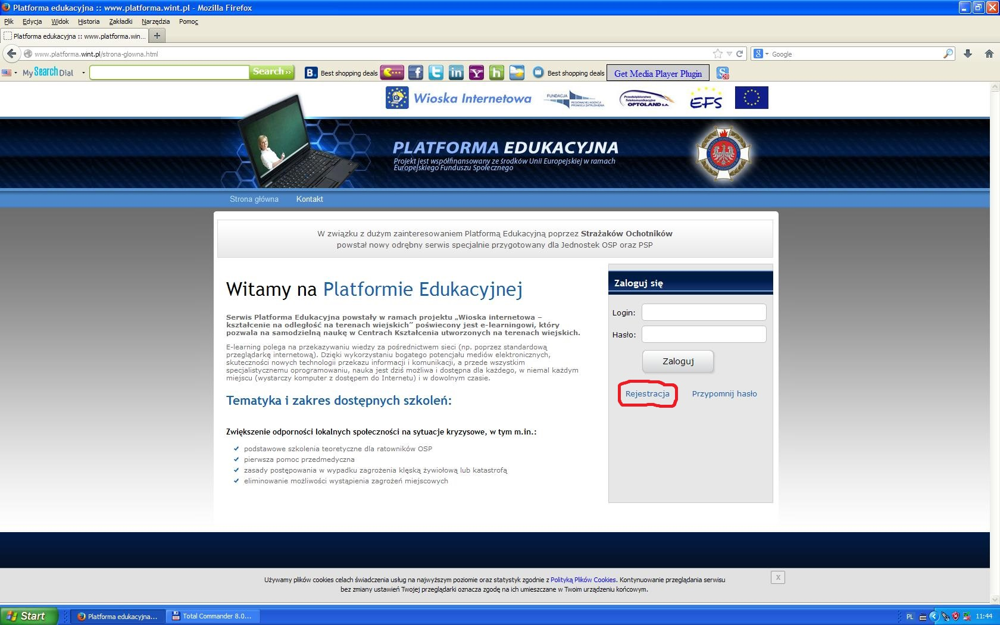 Platforma edukacyjna :: www.platforma.wint.pl - Mozilla Firefox
Plik Edycja Widok Historia Zakładki Narzędzia Pomoc
Platforma edukacyjna :: www.platforma.win...
www.platforma.wint.pl/strona-glowna.html
Google
My Search Dial
Search »
B.
Best shopping deals
Best shopping deals
Get Media Player Plugin
20
Wioska Internetowa
FUNDACJA
REGIONALNEJ AGENCJI
PROMOCJI ZATRUDNIENIA
Przedsiębiorstwo
Telekomunikacyjne
OPTOLAND S.A.
EFS
PLATFORMA EDUKACYJNA
Projekt jest współfinansowany ze środków Unii Europejskiej w ramach
Europejskiego Funduszu Społecznego
Strona główna Kontakt
W związku z dużym zainteresowaniem Platformą Edukacyjną poprzez Strażaków Ochotników
powstał nowy odrębny serwis specjalnie przygotowany dla Jednostek OSP oraz PSP
Witamy na Platformie Edukacyjnej
Serwis Platforma Edukacyjna powstały w ramach projektu „Wioska internetowa –
kształcenie na odległość na terenach wiejskich” poświecony jest e-learningowi, który
pozwala na samodzielną naukę w Centrach Kształcenia utworzonych na terenach wiejskich.
E-learning polega na przekazywaniu wiedzy za pośrednictwem sieci (np. poprzez standardową
przeglądarkę internetową). Dzięki wykorzystaniu bogatego potencjału mediów elektronicznych,
skuteczności nowych technologii przekazu informacji i komunikacji, a przede wszystkim
specjalistycznemu oprogramowaniu, nauka jest dziś możliwa i dostępna dla każdego, w niemal każdym
miejscu (wystarczy komputer z dostępem do Internetu) i w dowolnym czasie.
Tematyka i zakres dostępnych szkoleń:
Zwiększenie odporności lokalnych społeczności na sytuacje kryzysowe, w tym m.in.:
podstawowe szkolenia teoretyczne dla ratowników OSP
pierwsza pomoc przedmedyczna
zasady postępowania w wypadku zagrożenia klęską żywiołową lub katastrofą
eliminowanie możliwości wystąpienia zagrożeń miejscowych
Zaloguj się
Login:
Hasło:
Zaloguj
Rejestracja Przypomnij hasło
Używamy plików cookies celach świadczenia usług na najwyższym poziomie oraz statystyk zgodnie z Polityką Plików Cookies. Kontynuowanie przeglądania serwisu
bez zmiany ustawień Twojej przeglądarki oznacza zgodę na ich umieszczane w Twoim urządzeniu końcowym.
X
Start
Platforma edukacyjna...
Total Commander 8.0...
PL
11:44